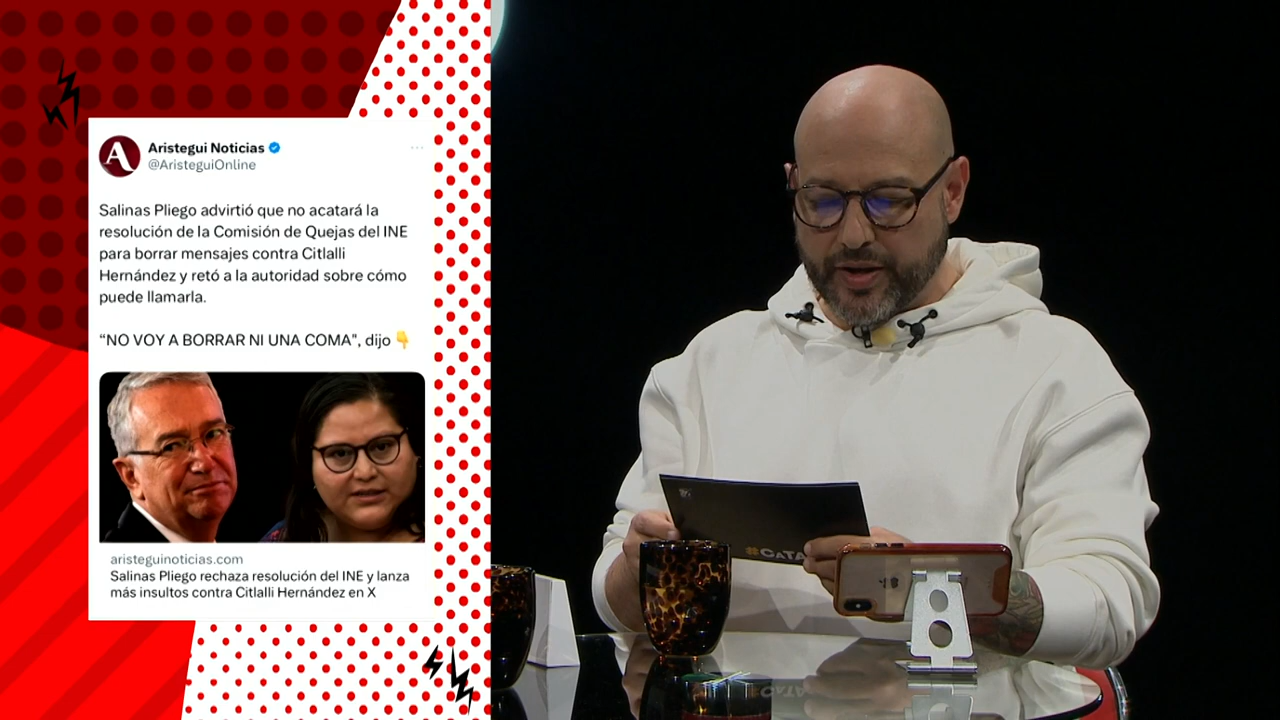 Aristegui Noticias
@AristeguiOnline
Salinas Pliego advirtió que no acatará la
resolución de la Comisión de Quejas del INE
para borrar mensajes contra Citlalli
Hernández y retó a la autoridad sobre cómo
puede llamarla.
“NO VOY A BORRAR NI UNA COMA", dijo 👇
aristeguinoticias.com
Salinas Pliego rechaza resolución del INE y lanza
más insultos contra Citlalli Hernández en X
#CATA